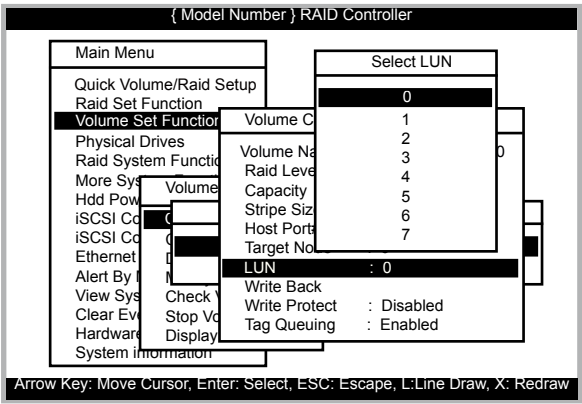 { Model Number } RAID Controller
Main Menu
Quick Volume/Raid Setup
Raid Set Function
Volume Set Function
Physical Drives
Raid System Functio
More Sys
Hdd Pow
iSCSI Co
iSCSI Co
Ethernet
Alert By
View Sys
Clear Eve
Hardware
System information
Volume
Check V
Stop Vo
Display
Volume C
Volume Na
0
Raid Leve
Capacity
Stripe Siz
Host Port
Target No
LUN : 0
Write Back
Write Protect : Disabled
Tag Queuing : Enabled
Select LUN
0
1
2
3
4
5
6
7
Arrow Key: Move Cursor, Enter: Select, ESC: Escape, L:Line Draw, X: Redraw